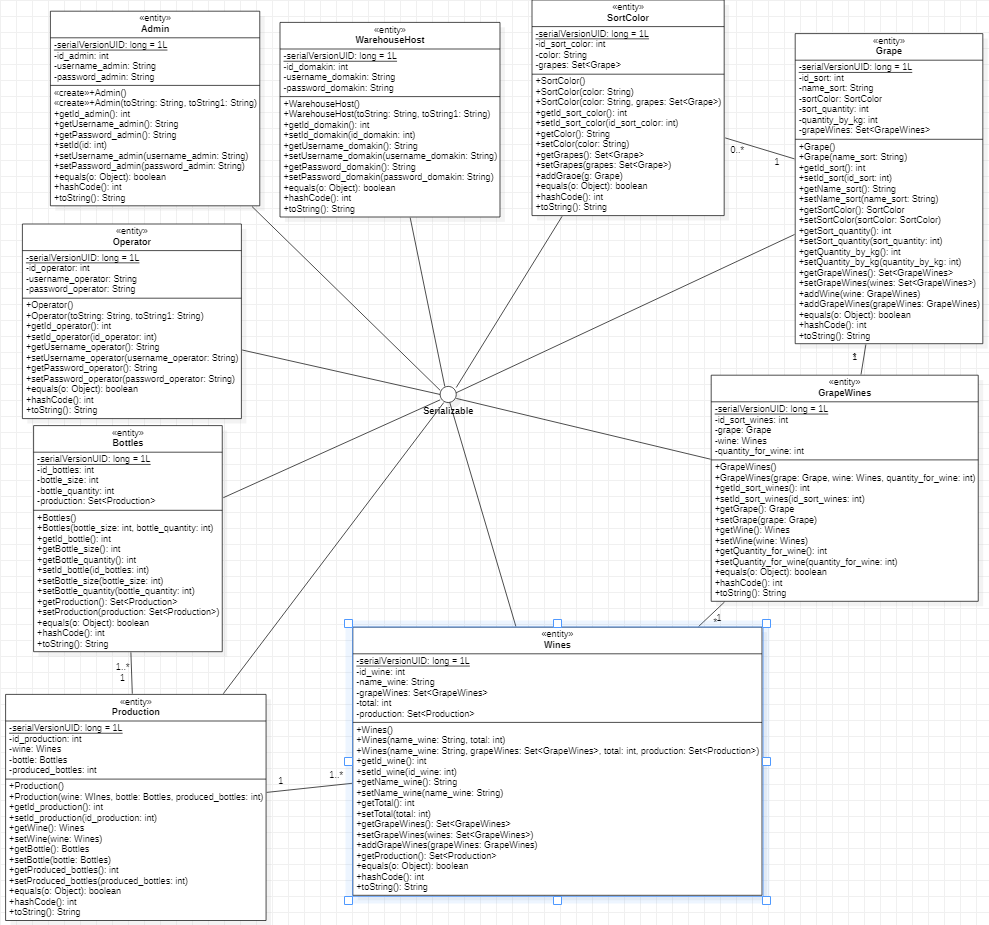 «entity»
Admin
-serialVersionUID: long = 1L
-id_admin: int
-username_admin: String
-password_admin: String
«create»+Admin()
«create»+Admin(toString: String, toString1: String)
+getId_admin(): int
+getUsername_admin(): String
+getPassword_admin(): String
+setId(id: int)
+setUsername_admin(username_admin: String)
+setPassword_admin(password_admin: String)
+equals(o: Object): boolean
+hashCode(): int
+toString(): String
«entity»
WarehouseHost
-serialVersionUID: long = 1L
-id_domakin: int
-username_domakin: String
-password_domakin: String
+WarehouseHost()
+WarehouseHost(toString: String, toString1: String)
+getId_domakin(): int
+setId_domakin(id_domakin: int)
+getUsername_domakin(): String
+setUsername_domakin(username_domakin: String)
+getPassword_domakin(): String
+setPassword_domakin(password_domakin: String)
+equals(o: Object): boolean
+hashCode(): int
+toString(): String
«entity»
SortColor
-serialVersionUID: long = 1L
-id_sort_color: int
-color: String
-grapes: Set<Grape>
+SortColor()
+SortColor(color: String)
+SortColor(color: String, grapes: Set<Grape>)
+getId_sort_color(): int
+setId_sort_color(id_sort_color: int)
+getColor(): String
+setColor(color: String)
+getGrapes(): Set<Grape>
+setGrapes(grapes: Set<Grape>)
+addGraoe(g: Grape)
+equals(o: Object): boolean
+hashCode(): int
+toString(): String
0..*
1
«entity»
Grape
-serialVersionUID: long = 1L
-id_sort: int
-name_sort: String
-sortColor: SortColor
-sort_quantity: int
-quantity_by_kg: int
-grapeWines: Set<GrapeWines>
+Grape()
+Grape(name_sort: String)
+getId_sort(): int
+setId_sort(id_sort: int)
+getName_sort(): String
+setName_sort(name_sort: String)
+getSortColor(): SortColor
+setSortColor(sortColor: SortColor)
+getSort_quantity(): int
+setSort_quantity(sort_quantity: int)
+getQuantity_by_kg(): int
+setQuantity_by_kg(quantity_by_kg: int)
+getGrapeWines(): Set<GrapeWines>
+setGrapeWines(wines: Set<GrapeWines>)
+addWine(wine: GrapeWines)
+addGrapeWines(grapeWines: GrapeWines)
+equals(o: Object): boolean
+hashCode(): int
+toString(): String
1
«entity»
Operator
-serialVersionUID: long = 1L
-id_operator: int
-username_operator: String
-password_operator: String
+Operator()
+Operator(toString: String, toString1: String)
+getId_operator(): int
+setId_operator(id_operator: int)
+getUsername_operator(): String
+setUsername_operator(username_operator: String)
+getPassword_operator(): String
+setPassword_operator(password_operator: String)
+equals(o: Object): boolean
+hashCode(): int
+toString(): String
Serializable
«entity»
GrapeWines
-serialVersionUID: long = 1L
-id_sort_wines: int
-grape: Grape
-wine: Wines
-quantity_for_wine: int
+GrapeWines()
+GrapeWines(grape: Grape, wine: Wines, quantity_for_wine: int)
+getId_sort_wines(): int
+setId_sort_wines(id_sort_wines: int)
+getGrape(): Grape
+setGrape(grape: Grape)
+getWine(): Wines
+setWine(wine: Wines)
+getQuantity_for_wine(): int
+setQuantity_for_wine(quantity_for_wine: int)
+equals(o: Object): boolean
+hashCode(): int
+toString(): String
*1
«entity»
Bottles
-serialVersionUID: long = 1L
-id_bottles: int
-bottle_size: int
-bottle_quantity: int
-production: Set<Production>
+Bottles()
+Bottles(bottle_size: int, bottle_quantity: int)
+getId_bottle(): int
+getBottle_size(): int
+getBottle_quantity(): int
+setId_bottle(id_bottles: int)
+setBottle_size(bottle_size: int)
+setBottle_quantity(bottle_quantity: int)
+getProduction(): Set<Production>
+setProduction(production: Set<Production>)
+equals(o: Object): boolean
+hashCode(): int
+toString(): String
1..*
1
«entity»
Production
-serialVersionUID: long = 1L
-id_production: int
-wine: Wines
-bottle: Bottles
-produced_bottles: int
+Production()
+Production(wine: WInes, bottle: Bottles, produced_bottles: int)
+getId_production(): int
+setId_production(id_production: int)
+getWine(): Wines
+setWine(wine: Wines)
+getBottle(): Bottles
+setBottle(bottle: Bottles)
+getProduced_bottles(): int
+setProduced_bottles(produced_bottles: int)
+equals(o: Object): boolean
+hashCode(): int
+toString(): String
1
1..*
«entity»
Wines
-serialVersionUID: long = 1L
-id_wine: int
-name_wine: String
-grapeWines: Set<GrapeWines>
-total: int
-production: Set<Production>
+Wines()
+Wines(name_wine: String, total: int)
+Wines(name_wine: String, grapeWines: Set<GrapeWines>, total: int, production: Set<Production>)
+getId_wine(): int
+setId_wine(id_wine: int)
+getName_wine(): String
+setName_wine(name_wine: String)
+getTotal(): int
+setTotal(total: int)
+getGrapeWines(): Set<GrapeWines>
+setGrapeWines(wines: Set<GrapeWines>)
+addGrapeWines(grapeWines: GrapeWines)
+getProduction(): Set<Production>
+equals(o: Object): boolean
+hashCode(): int
+toString(): String